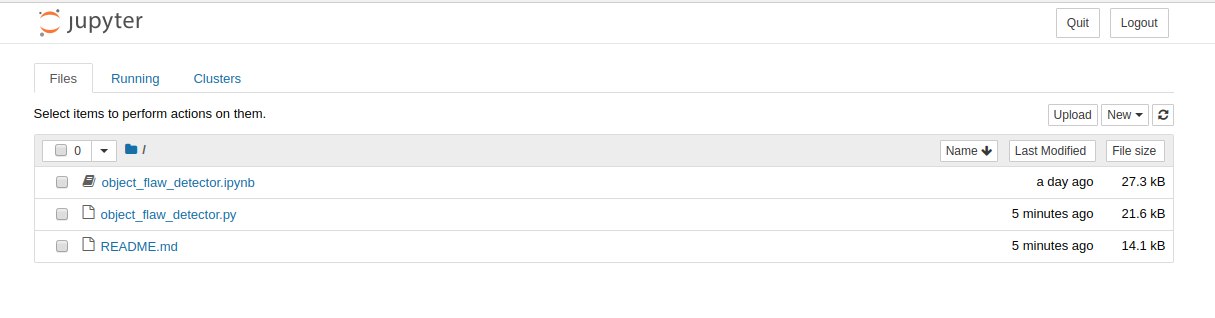 jupyter Quit Logout
Files Running Clusters
Select items to perform actions on them. Upload New
0 / Name Last Modified File size
object_flaw_detector.ipynb a day ago 27.3 kB
object_flaw_detector.py 5 minutes ago 21.6 kB
README.md 5 minutes ago 14.1 kB